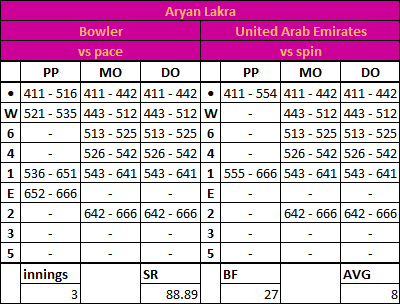 Aryan Lakra
Bowler United Arab Emirates
vs pace vs spin
PP MO DO PP MO DO
• 411 - 516 411 - 442 411 - 442 • 411 - 554 411 - 442 411 - 442
W 521 - 535 443 - 512 443 - 512 W - 443 - 512 443 - 512
6 - 513 - 525 513 - 525 6 - 513 - 525 513 - 525
4 - 526 - 542 526 - 542 4 - 526 - 542 526 - 542
1 536 - 651 543 - 641 543 - 641 1 555 - 666 543 - 641 543 - 641
E 652 - 666 - - E - - -
2 - 642 - 666 642 - 666 2 - 642 - 666 642 - 666
3 - - - 3 - - -
5 - - - 5 - - -
innings SR BF AVG
3 88.89 27 8